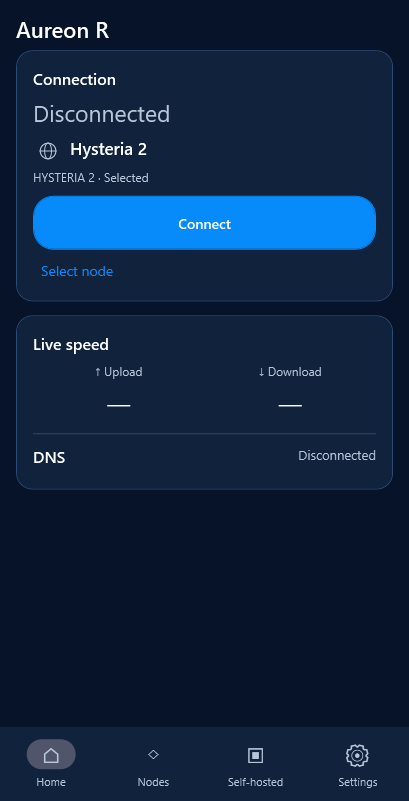 Aureon R
Connection
Disconnected
Hysteria 2
HYSTERIA 2 · Selected
Connect
Select node
Live speed
↑ Upload ↓ Download
— —
DNS Disconnected
Home Nodes Self-hosted Settings